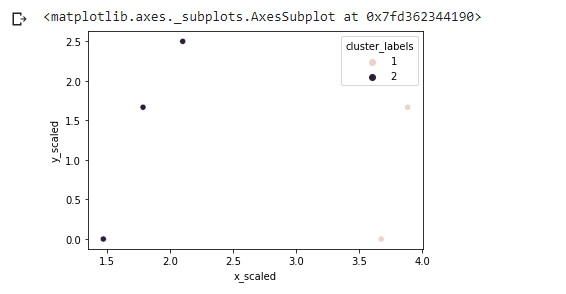 <matplotlib.axes._subplots.AxesSubplot at 0x7fd362344190>
cluster_labels
1
2
2.5
2.0
1.5
1.0
0.5
0.0
y_scaled
1.5 2.0 2.5 3.0 3.5 4.0
x_scaled